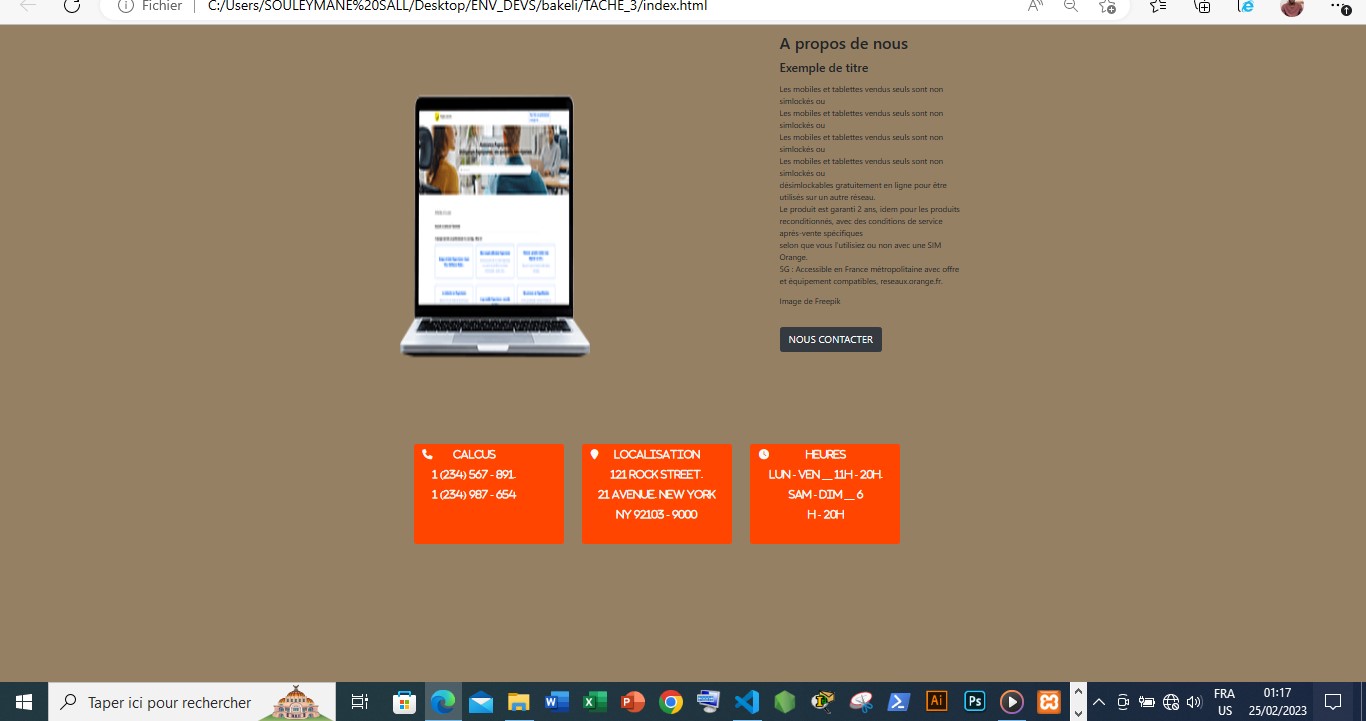 Fichier
C:/Users/SOULEYMANE%20SALL/Desktop/ENV_DEVS/bakeli/TACHE_3/index.html
A propos de nous
Exemple de titre
Les mobiles et tablettes vendus seuls sont non
simlockés ou
Les mobiles et tablettes vendus seuls sont non
simlockés ou
Les mobiles et tablettes vendus seuls sont non
simlockés ou
Les mobiles et tablettes vendus seuls sont non
simlockés ou
désimlockables gratuitement en ligne pour être
utilisés sur un autre réseau.
Le produit est garanti 2 ans, idem pour les produits
reconditionnés, avec des conditions de service
après-vente spécifiques
selon que vous l'utilisiez ou non avec une SIM
Orange.
5G : Accessible en France métropolitaine avec offre
et équipement compatibles, reseaux.orange.fr.
Image de Freepik
NOUS CONTACTER
CALCUS
1 (234) 567 - 891.
1 (234) 987 - 654
LOCALISATION
121 ROCK STREET.
21 AVENUE. NEW YORK
NY 92103 - 9000
HEURES
LUN - VEN __ 11H - 20H.
SAM - DIM __ 6
H - 20H
Taper ici pour rechercher
FRA
US
01:17
25/02/2023